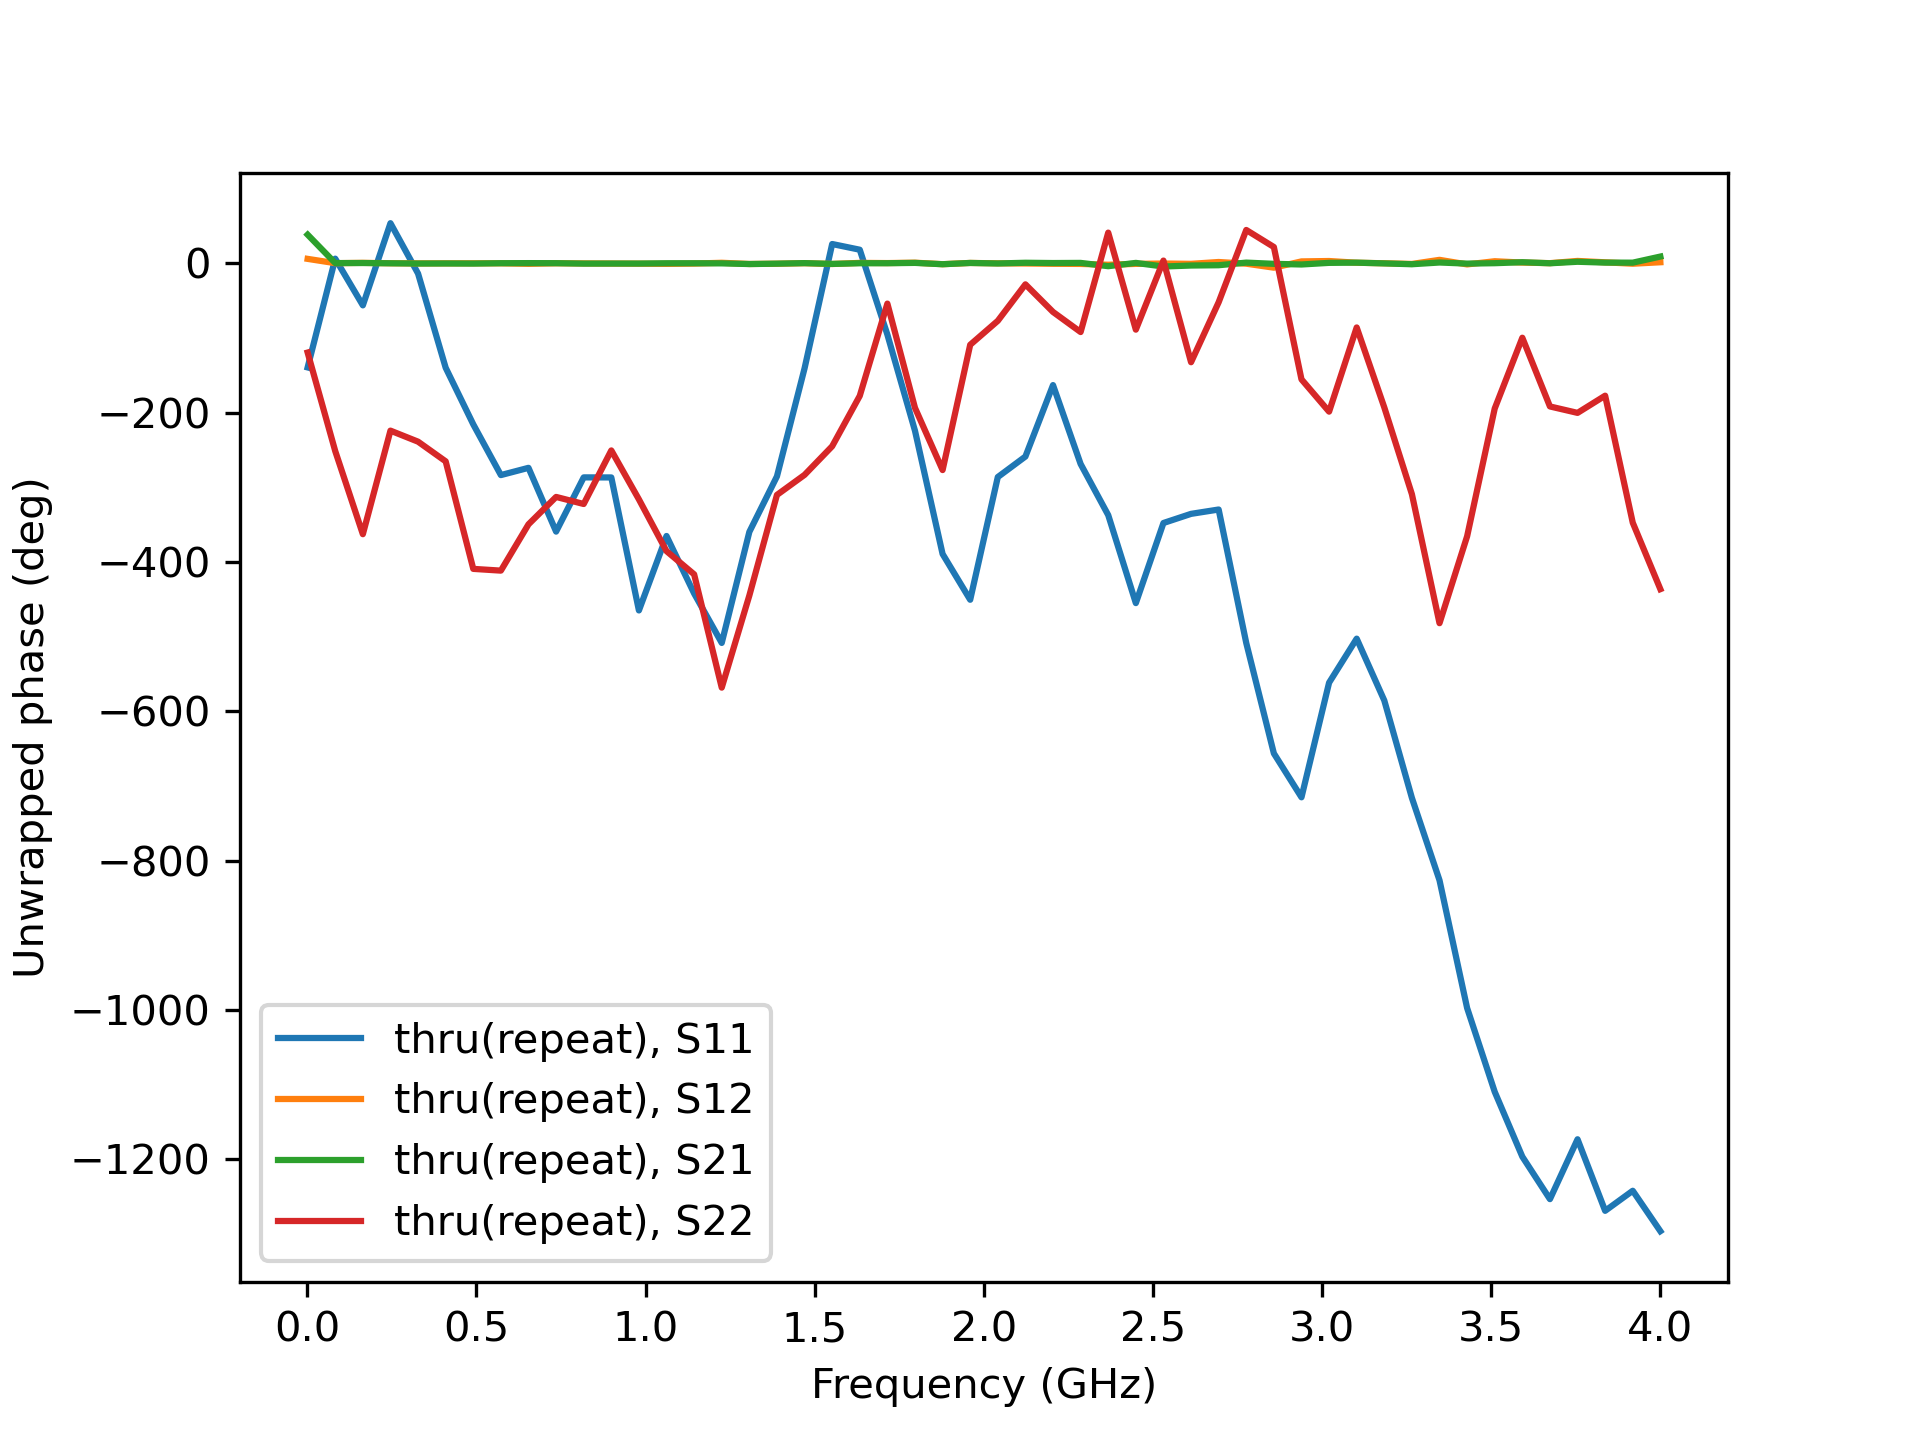 0
−200
−400
−600
−800
−1000
−1200
Unwrapped phase (deg)
thru(repeat), S11
thru(repeat), S12
thru(repeat), S21
thru(repeat), S22
0.0 0.5 1.0 1.5 2.0 2.5 3.0 3.5 4.0
Frequency (GHz)